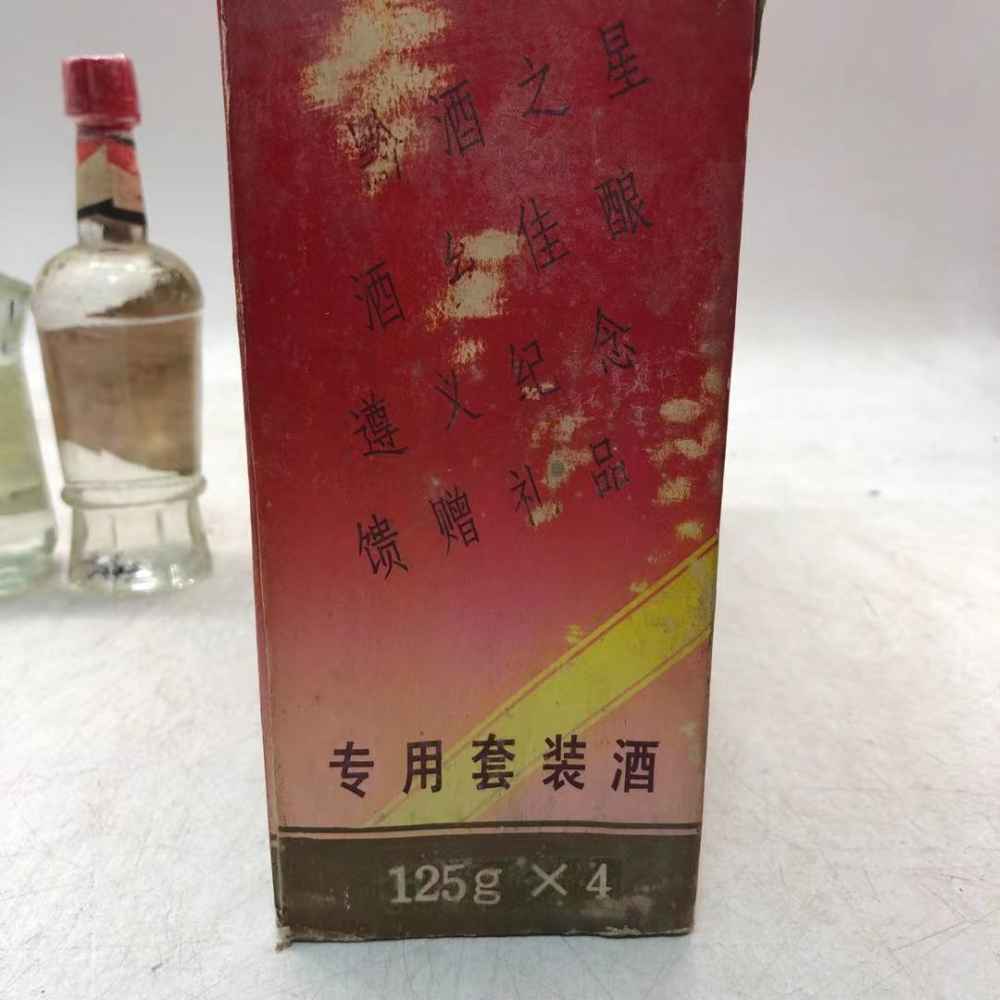 黔酒之星
酒乡佳酿
遵义纪念
馈赠礼品
专用套装酒
125g × 4